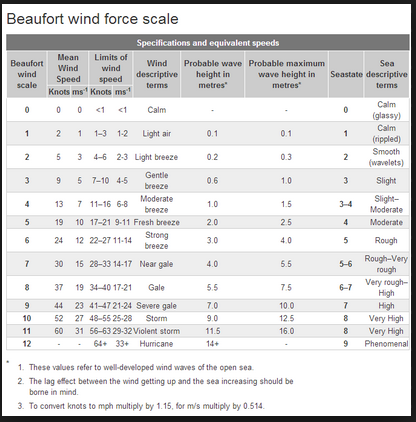 Beaufort wind force scale
Specifications and equivalent speeds
Beaufort wind scale | Mean Wind Speed | Limits of wind speed | Wind descriptive terms | Probable wave height in metres* | Probable maximum wave height in metres* | Seastate | Sea descriptive terms
Knots ms⁻¹ Knots ms⁻¹
0 0 0 <1 <1 Calm - - 0 Calm (glassy)
1 2 1 1–3 1-2 Light air 0.1 0.1 1 Calm (rippled)
2 5 3 4–6 2-3 Light breeze 0.2 0.3 2 Smooth (wavelets)
3 9 5 7–10 4-5 Gentle breeze 0.6 1.0 3 Slight
4 13 7 11–16 6-8 Moderate breeze 1.0 1.5 3–4 Slight–Moderate
5 19 10 17–21 9-11 Fresh breeze 2.0 2.5 4 Moderate
6 24 12 22–27 11-14 Strong breeze 3.0 4.0 5 Rough
7 30 15 28–33 14-17 Near gale 4.0 5.5 5–6 Rough–Very rough
8 37 19 34–40 17-21 Gale 5.5 7.5 6–7 Very rough–High
9 44 23 41–47 21-24 Severe gale 7.0 10.0 7 High
10 52 27 48–55 25-28 Storm 9.0 12.5 8 Very High
11 60 31 56–63 29-32 Violent storm 11.5 16.0 8 Very High
12 - - 64+ 33+ Hurricane 14+ - 9 Phenomenal
*
1. These values refer to well-developed wind waves of the open sea.
2. The lag effect between the wind getting up and the sea increasing should be
borne in mind.
3. To convert knots to mph multiply by 1.15, for m/s multiply by 0.514.